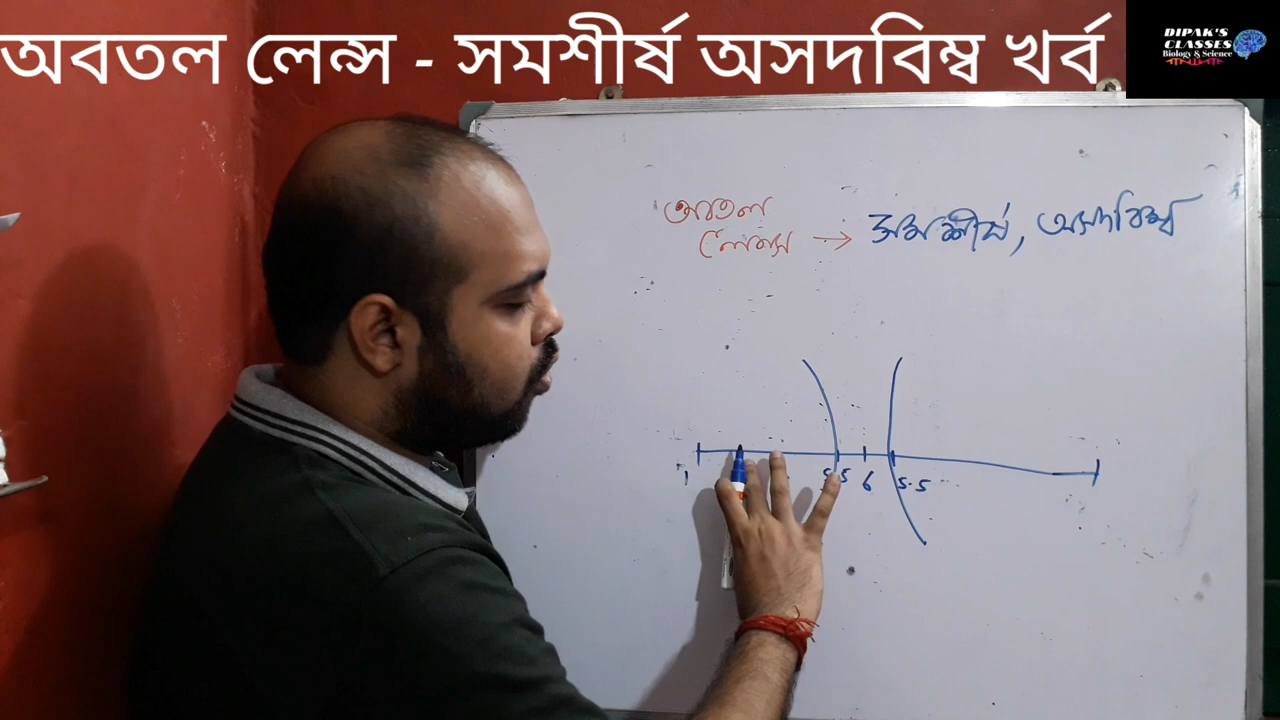 অবতল লেন্স - সমশীর্ষ অসদবিম্ব খর্ব
DIPAK'S
CLASSES
Biology & Science
অবতল
লেন্স → সমশীর্ষ, অসদবিম্ব
1 5.5 6 5.5